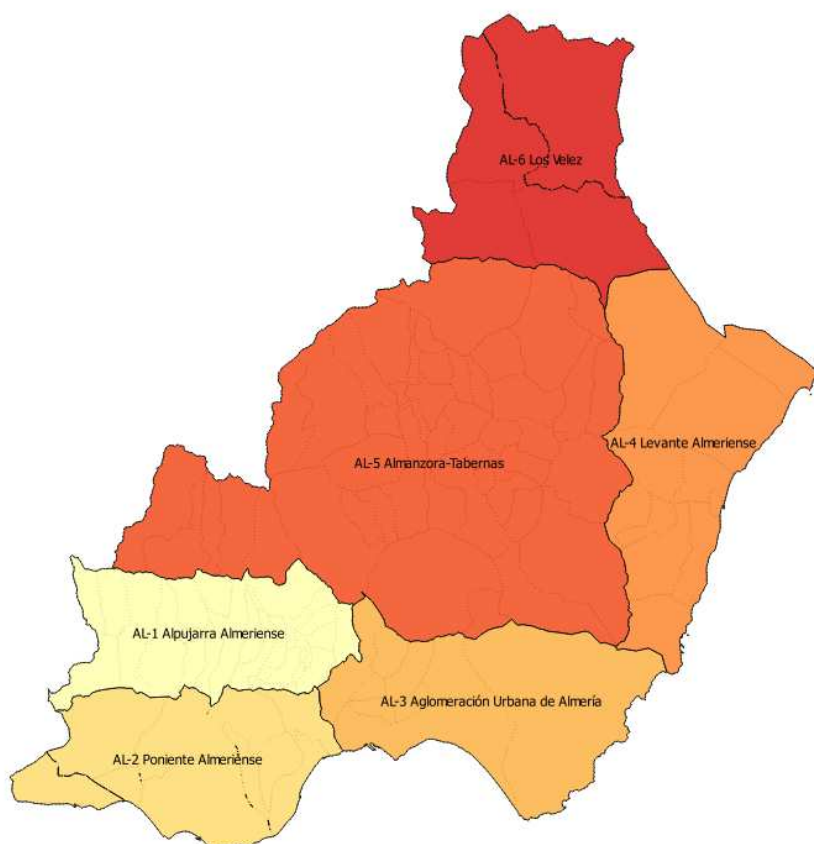 AL-6 Los Velez
AL-4 Levante Almeriense
AL-5 Almanzora-Tabernas
AL-1 Alpujarra Almeriense
AL-3 Aglomeración Urbana de Almería
AL-2 Poniente Almeriense